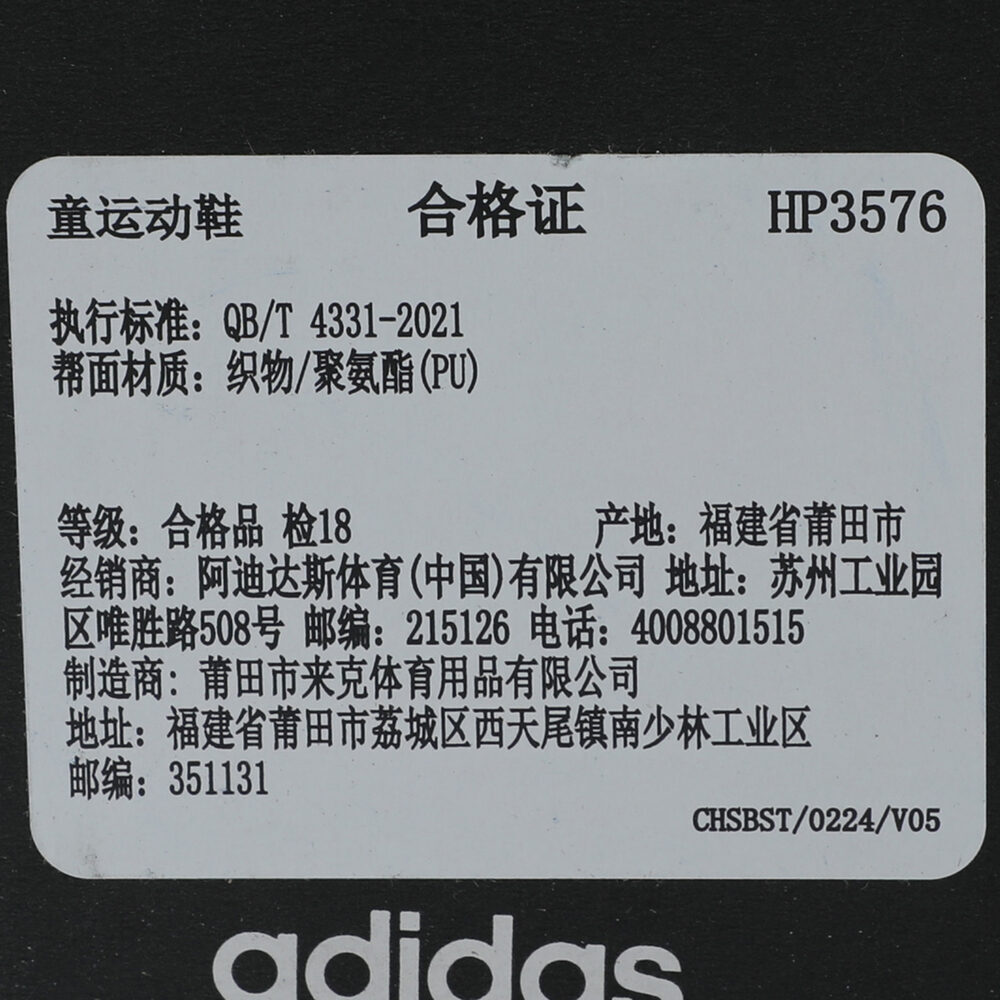 童运动鞋 合格证 HP3576
执行标准：QB/T 4331-2021
帮面材质：织物/聚氨酯(PU)
等级：合格品 检18 产地：福建省莆田市
经销商：阿迪达斯体育(中国)有限公司 地址：苏州工业园
区唯胜路508号 邮编：215126 电话：4008801515
制造商：莆田市来克体育用品有限公司
地址：福建省莆田市荔城区西天尾镇南少林工业区
邮编：351131
CHSBST/0224/V05
adidas